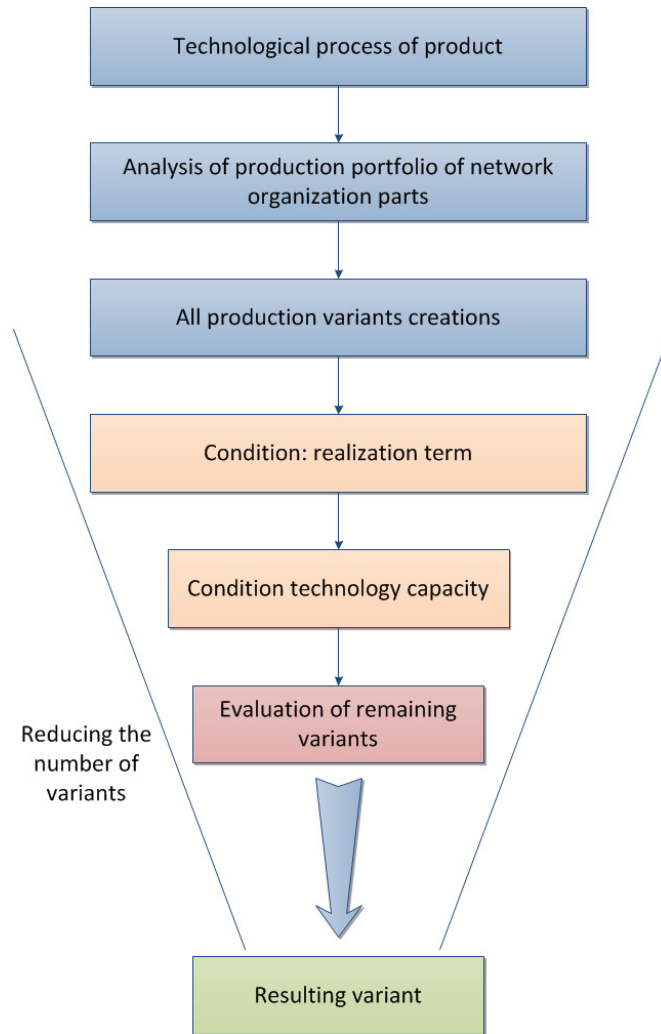 Technological process of product
Analysis of production portfolio of network
organization parts
All production variants creations
Condition: realization term
Condition technology capacity
Evaluation of remaining
variants
Reducing the
number of
variants
Resulting variant